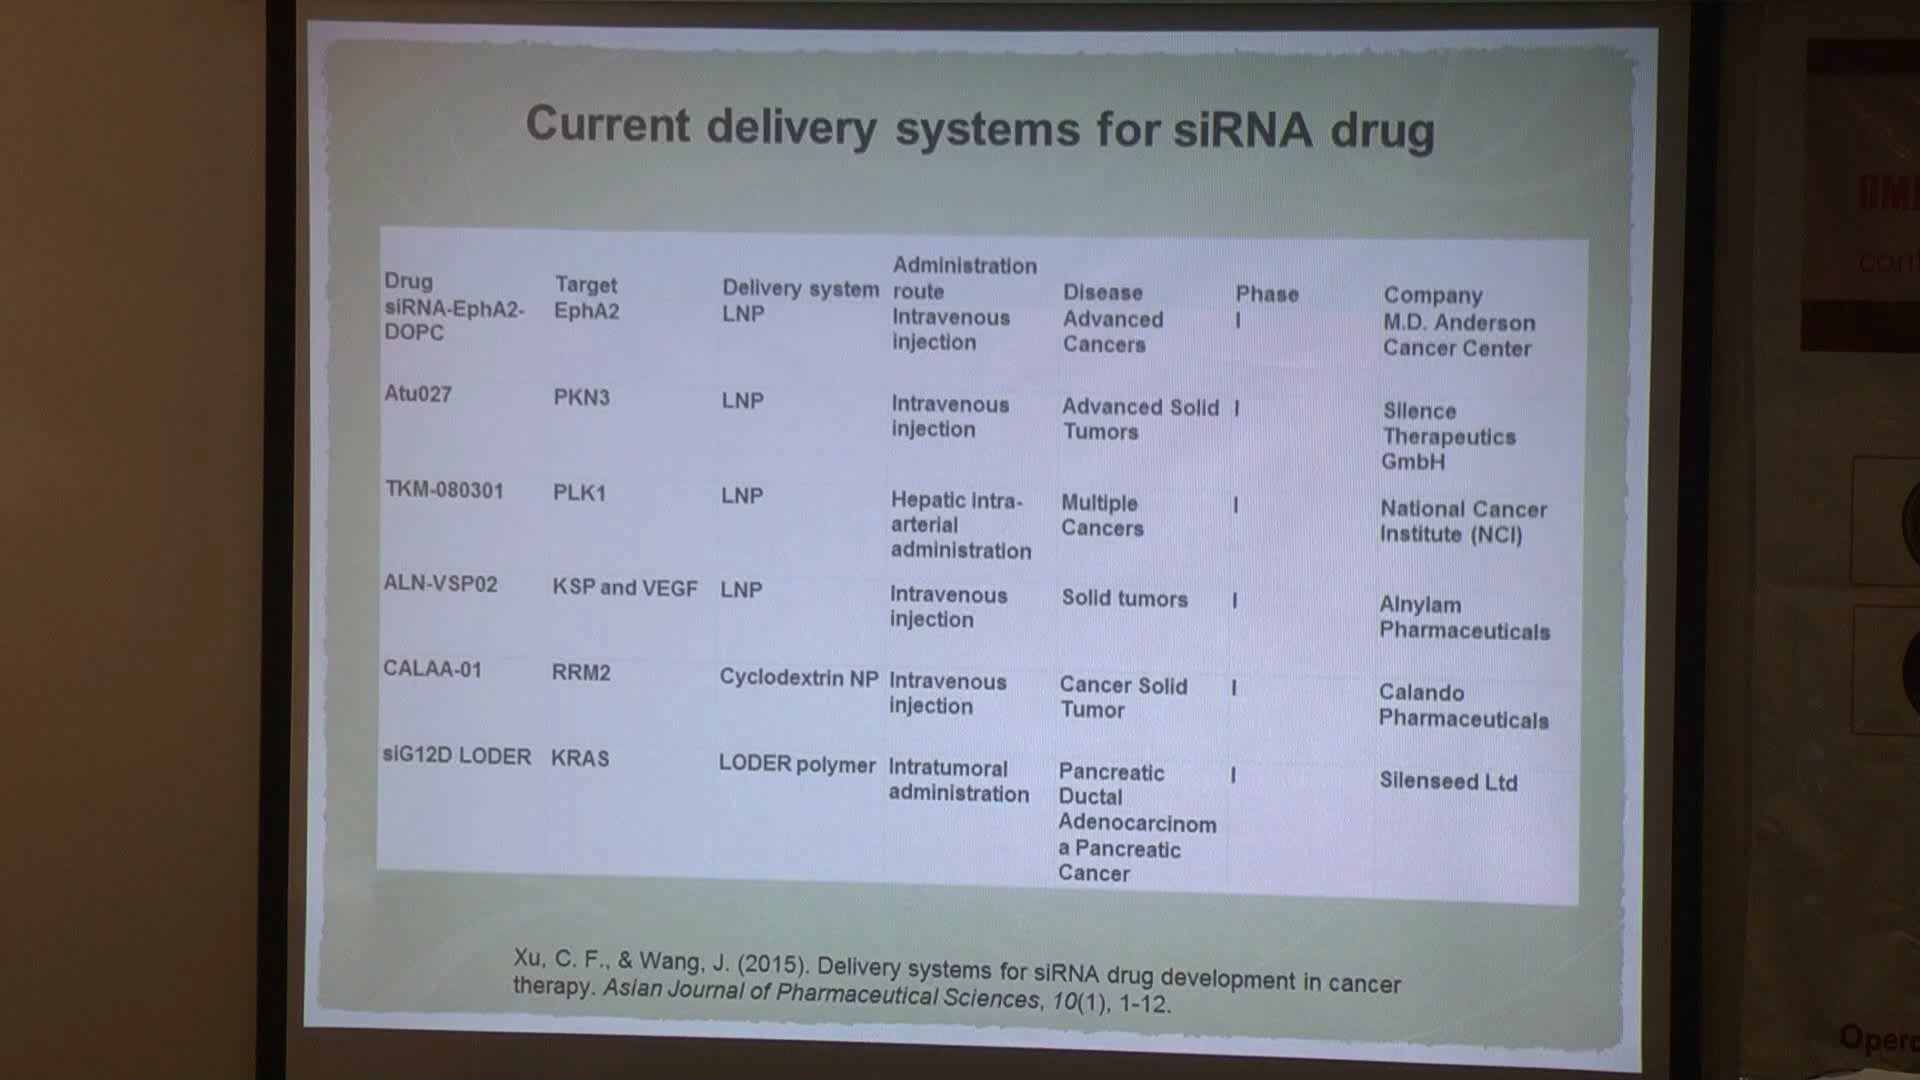 Current delivery systems for siRNA drug
Drug Target Delivery system Administration route Disease Phase Company
siRNA-EphA2-DOPC EphA2 LNP Intravenous injection Advanced Cancers I M.D. Anderson Cancer Center
Atu027 PKN3 LNP Intravenous injection Advanced Solid Tumors I Silence Therapeutics GmbH
TKM-080301 PLK1 LNP Hepatic intra-arterial administration Multiple Cancers I National Cancer Institute (NCI)
ALN-VSP02 KSP and VEGF LNP Intravenous injection Solid tumors I Alnylam Pharmaceuticals
CALAA-01 RRM2 Cyclodextrin NP Intravenous injection Cancer Solid Tumor I Calando Pharmaceuticals
siG12D LODER KRAS LODER polymer Intratumoral administration Pancreatic Ductal Adenocarcinoma Pancreatic Cancer I Silenseed Ltd
Xu, C. F., & Wang, J. (2015). Delivery systems for siRNA drug development in cancer
therapy. Asian Journal of Pharmaceutical Sciences, 10(1), 1-12.